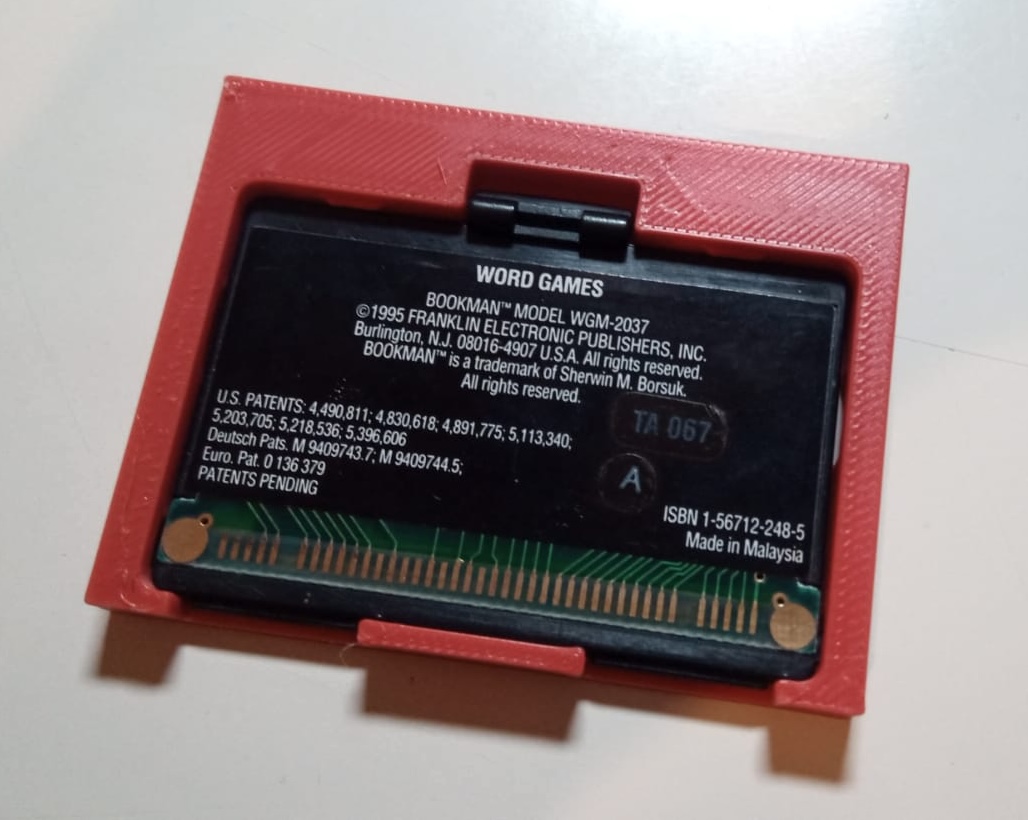 WORD GAMES
BOOKMAN™ MODEL WGM-2037
©1995 FRANKLIN ELECTRONIC PUBLISHERS, INC.
Burlington, N.J. 08016-4907 U.S.A. All rights reserved.
BOOKMAN™ is a trademark of Sherwin M. Borsuk.
All rights reserved.
U.S. PATENTS: 4,490,811; 4,830,618; 4,891,775; 5,113,340;
5,203,705; 5,218,536; 5,396,606
Deutsch Pats. M 9409743.7; M 9409744.5;
Euro. Pat. 0 136 379
PATENTS PENDING
TA 067
A
ISBN 1-56712-248-5
Made in Malaysia